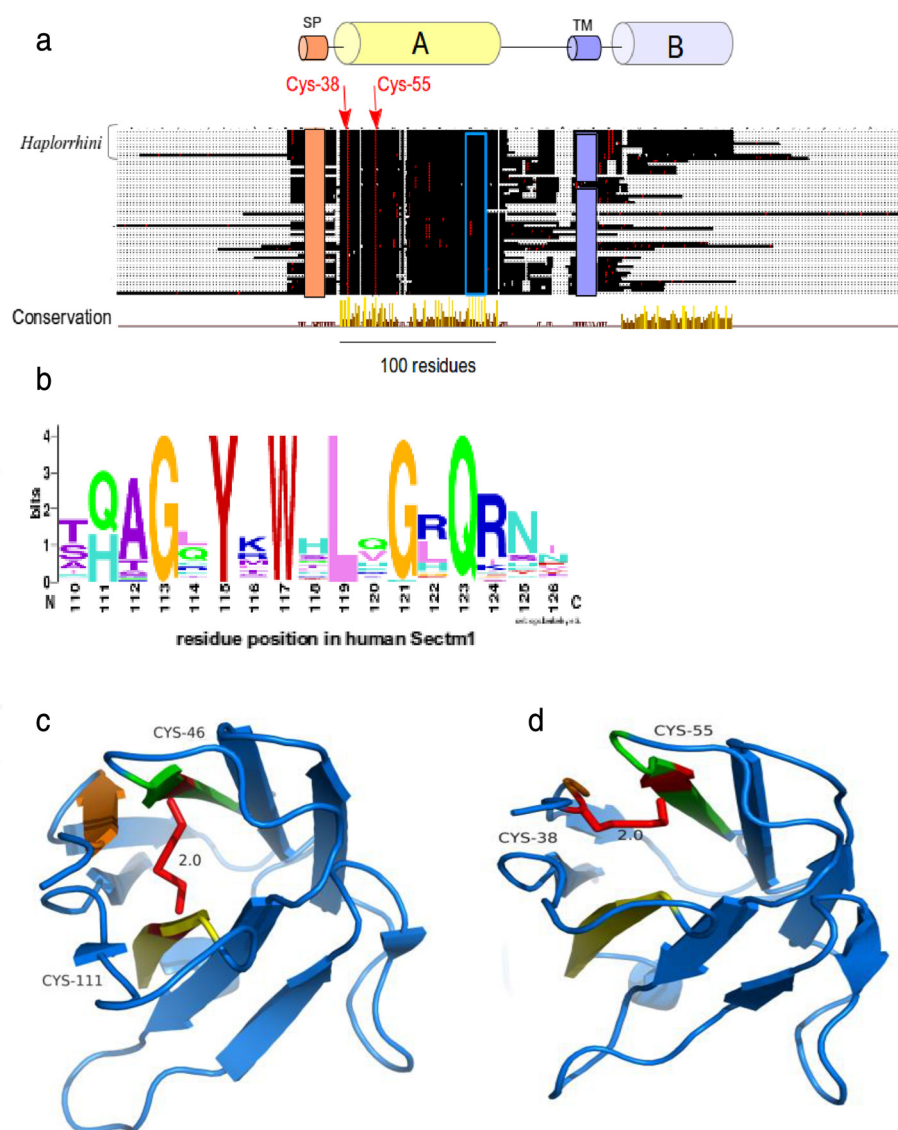 a
SP
A
TM
B
Cys-38 Cys-55
Haplorrhini
Conservation
100 residues
b
4
3
2
1
0
bits
N 110 111 112 113 114 115 116 117 118 119 120 121 122 123 124 125 126 C
residue position in human Sectm1
c
CYS-46
2.0
CYS-111
d
CYS-55
CYS-38
2.0